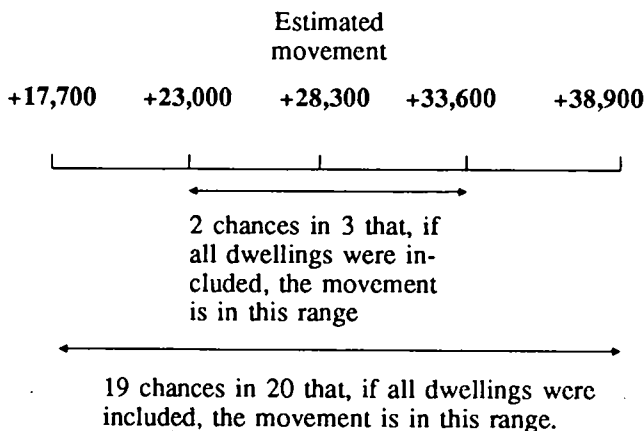 Estimated
movement
+17,700 +23,000 +28,300 +33,600 +38,900
2 chances in 3 that, if
all dwellings were in-
cluded, the movement
is in this range
19 chances in 20 that, if all dwellings were
included, the movement is in this range.